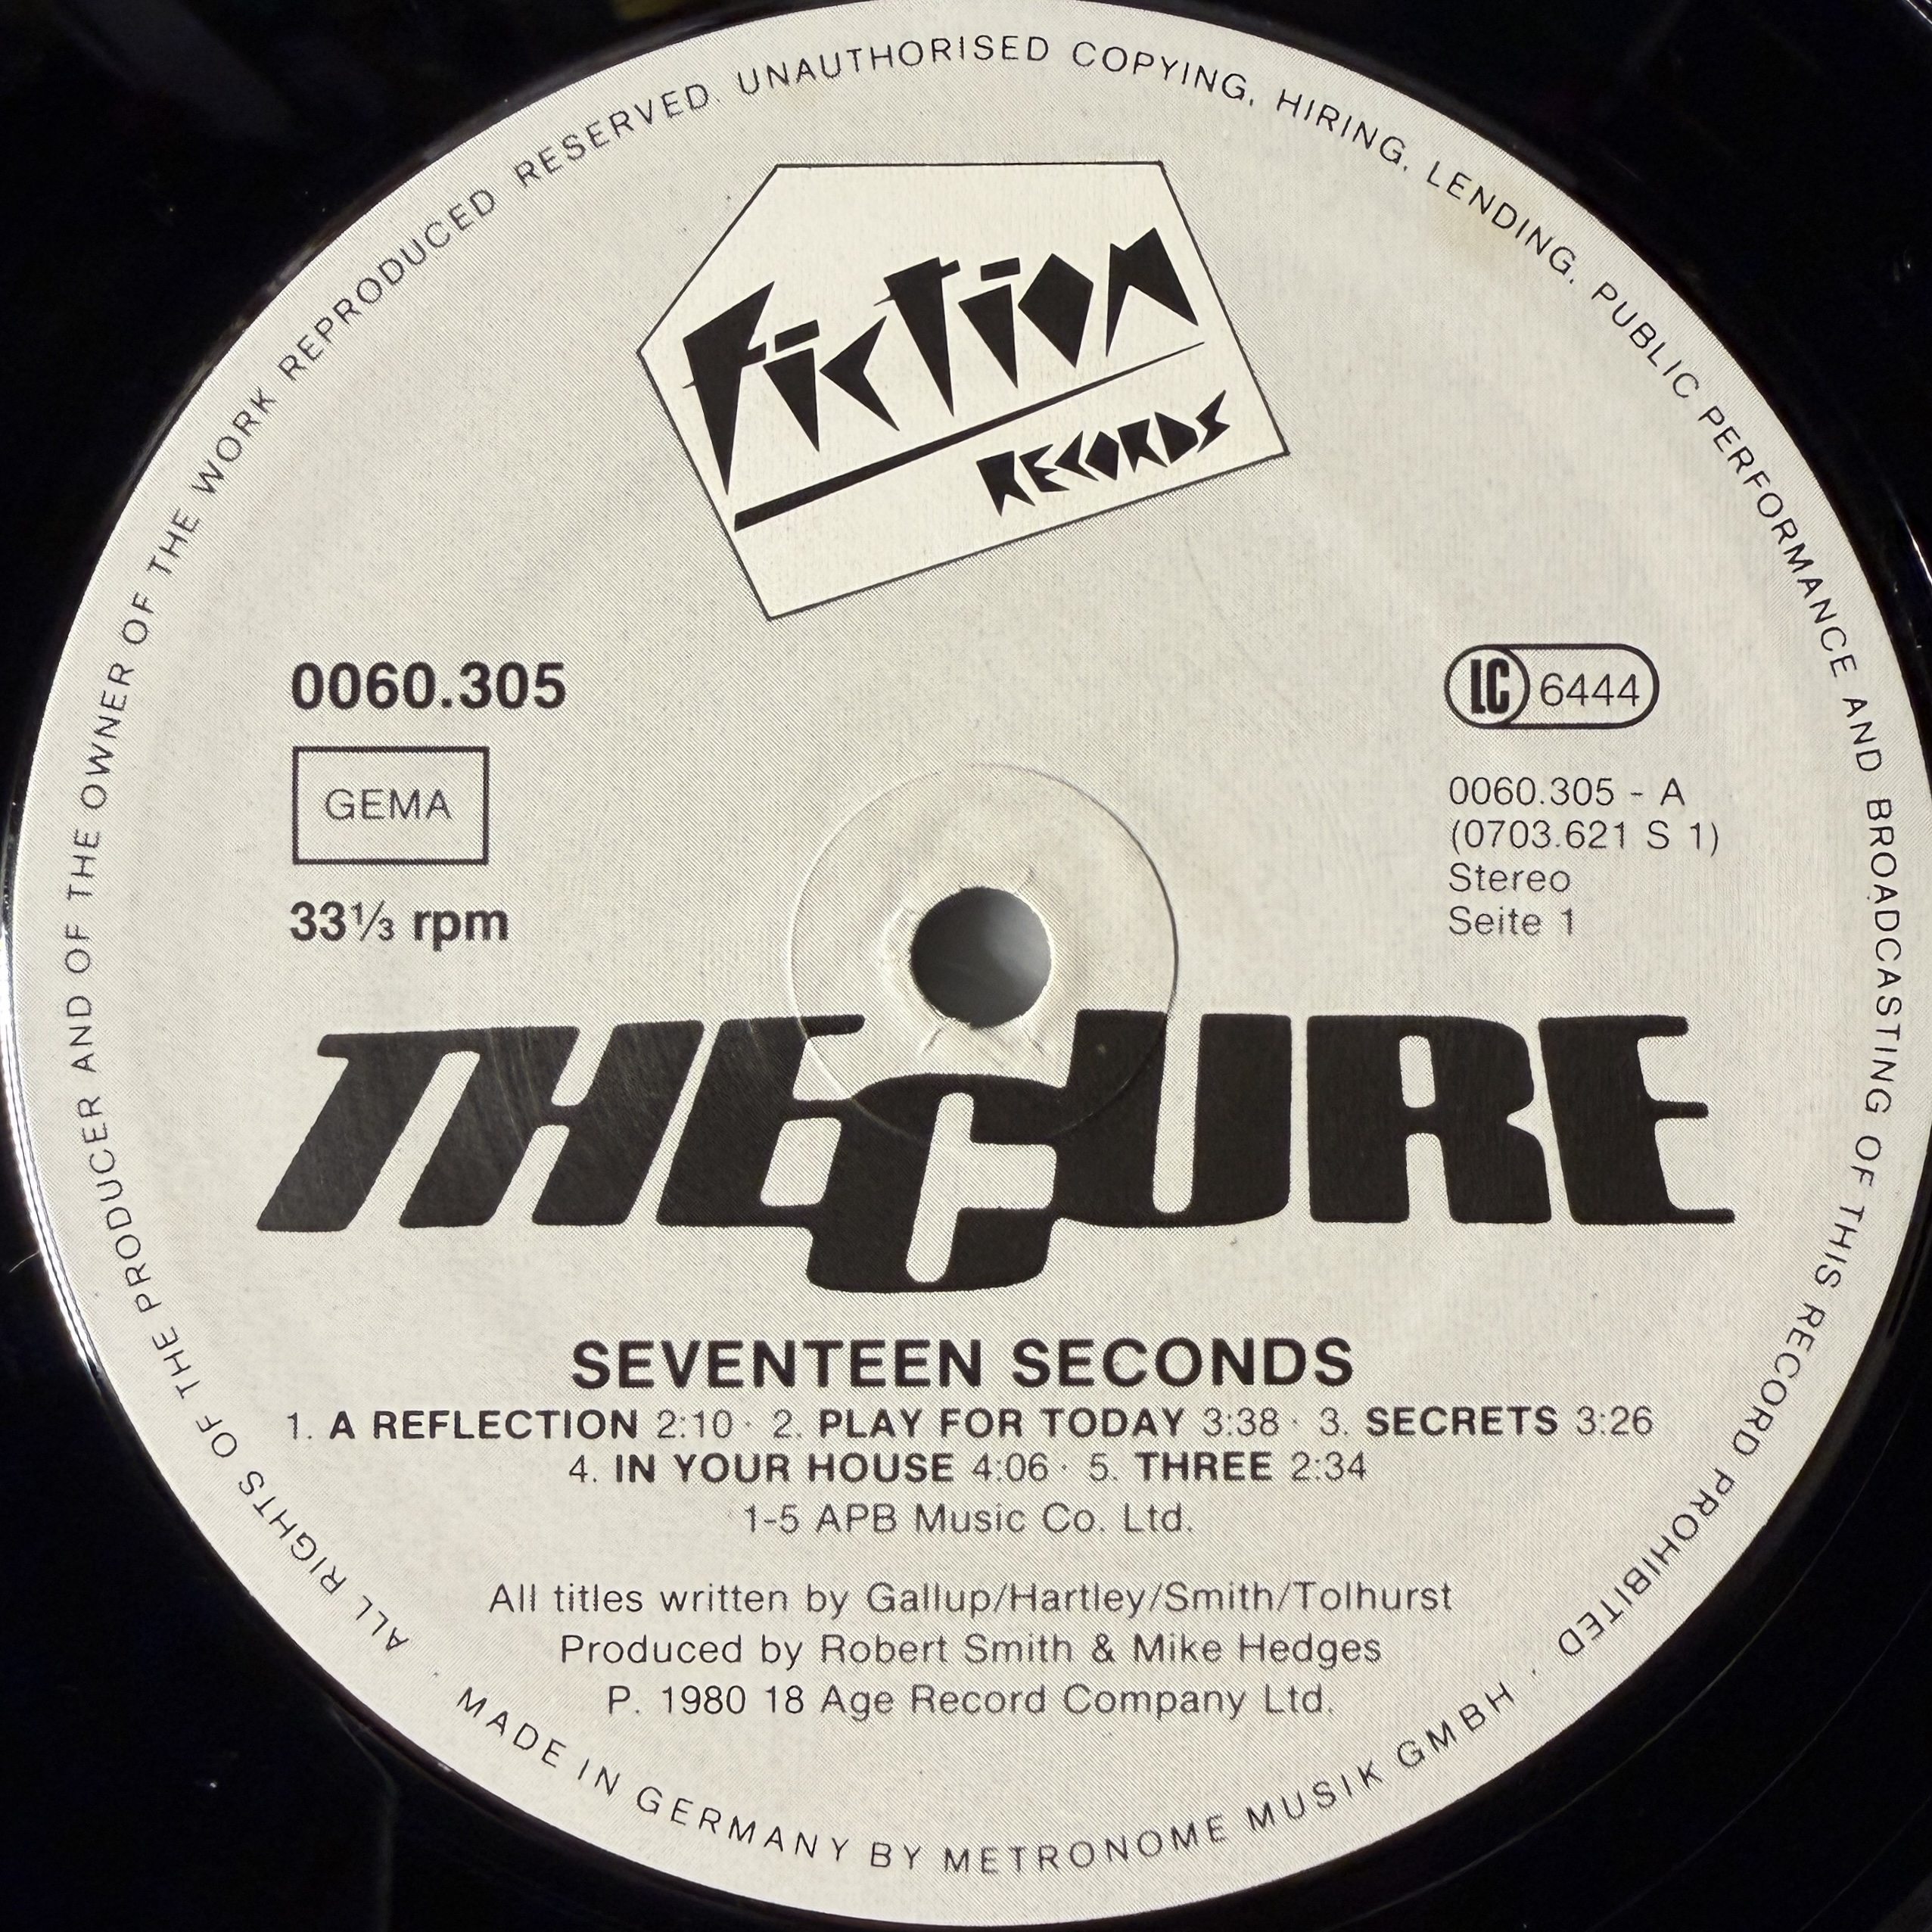 ALL RIGHTS OF THE PRODUCER AND OF THE OWNER OF THE WORK REPRODUCED RESERVED. UNAUTHORISED COPYING, HIRING, LENDING, PUBLIC PERFORMANCE AND BROADCASTING OF THIS RECORD PROHIBITED
FicTion
RECORDS
0060.305
GEMA
33⅓ rpm
LC 6444
0060.305 - A
(0703.621 S 1)
Stereo
Seite 1
THE CURE
SEVENTEEN SECONDS
1. A REFLECTION 2:10 · 2. PLAY FOR TODAY 3:38 · 3. SECRETS 3:26
4. IN YOUR HOUSE 4:06 · 5. THREE 2:34
1-5 APB Music Co. Ltd.
All titles written by Gallup/Hartley/Smith/Tolhurst
Produced by Robert Smith & Mike Hedges
P. 1980 18 Age Record Company Ltd.
· MADE IN GERMANY BY METRONOME MUSIK GMBH ·